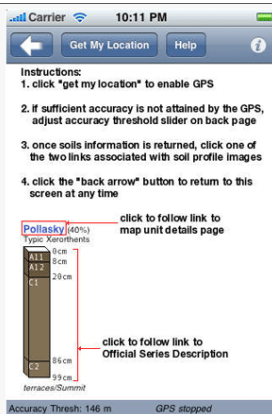 Carrier 10:11 PM
Get My Location Help i
Instructions:
1. click "get my location" to enable GPS
2. if sufficient accuracy is not attained by the GPS,
adjust accuracy threshold slider on back page
3. once soils information is returned, click one of
the two links associated with soil profile images
4. click the "back arrow" button to return to this
screen at any time
click to follow link to
map unit details page
Pollasky (40%)
Typic Xerorthents
0cm
A11
8cm
A12
20cm
C1
click to follow link to
Official Series Description
86cm
C2
99cm
terraces/Summit
Accuracy Thresh: 146 m GPS stopped